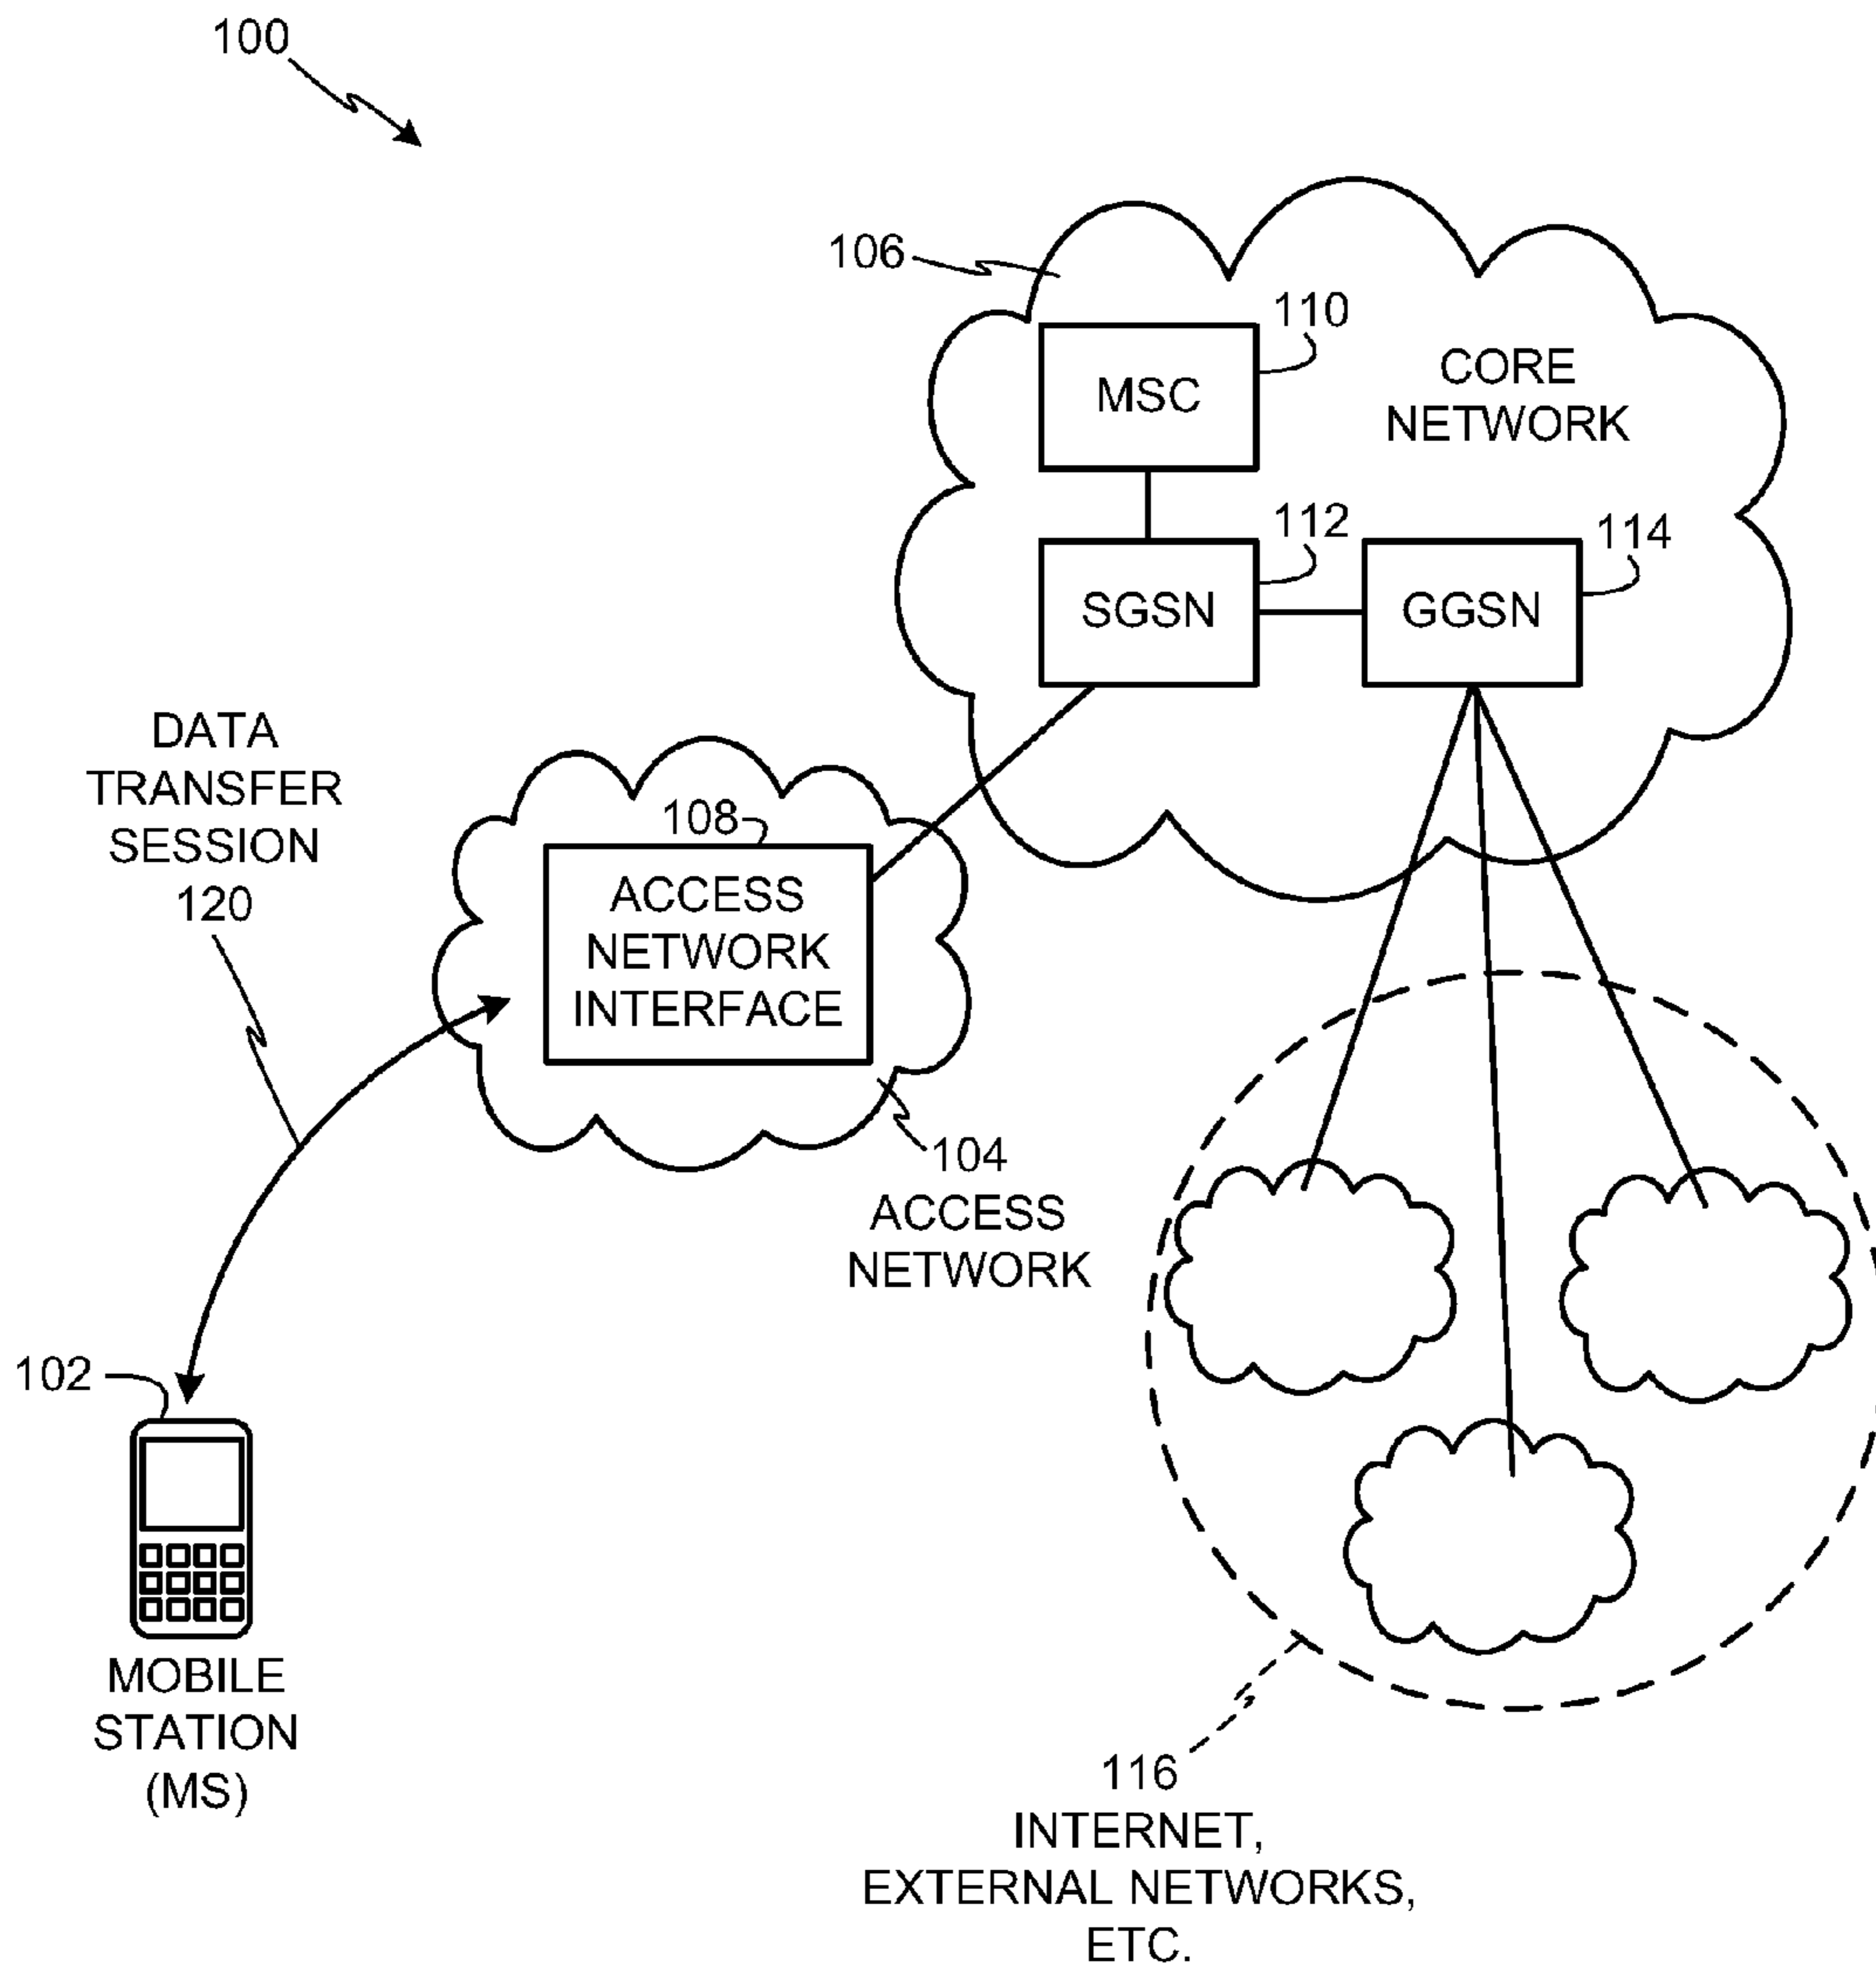 100
106
110
MSC
CORE
NETWORK
112
114
SGSN
GGSN
DATA
TRANSFER
SESSION
120
108
ACCESS
NETWORK
INTERFACE
104
ACCESS
NETWORK
102
MOBILE
STATION
(MS)
116
INTERNET,
EXTERNAL NETWORKS,
ETC.